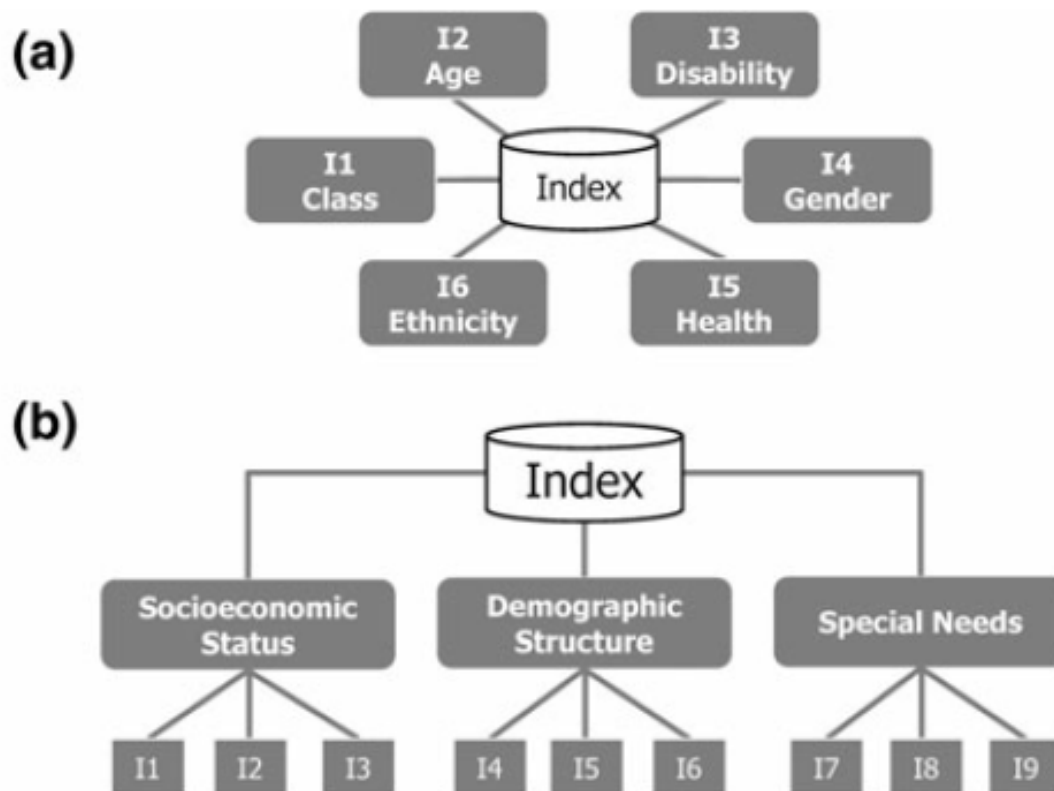 (a)
I2
Age
I3
Disability
I1
Class
Index
I4
Gender
I6
Ethnicity
I5
Health
(b)
Index
Socioeconomic
Status
Demographic
Structure
Special Needs
I1 I2 I3 I4 I5 I6 I7 I8 I9